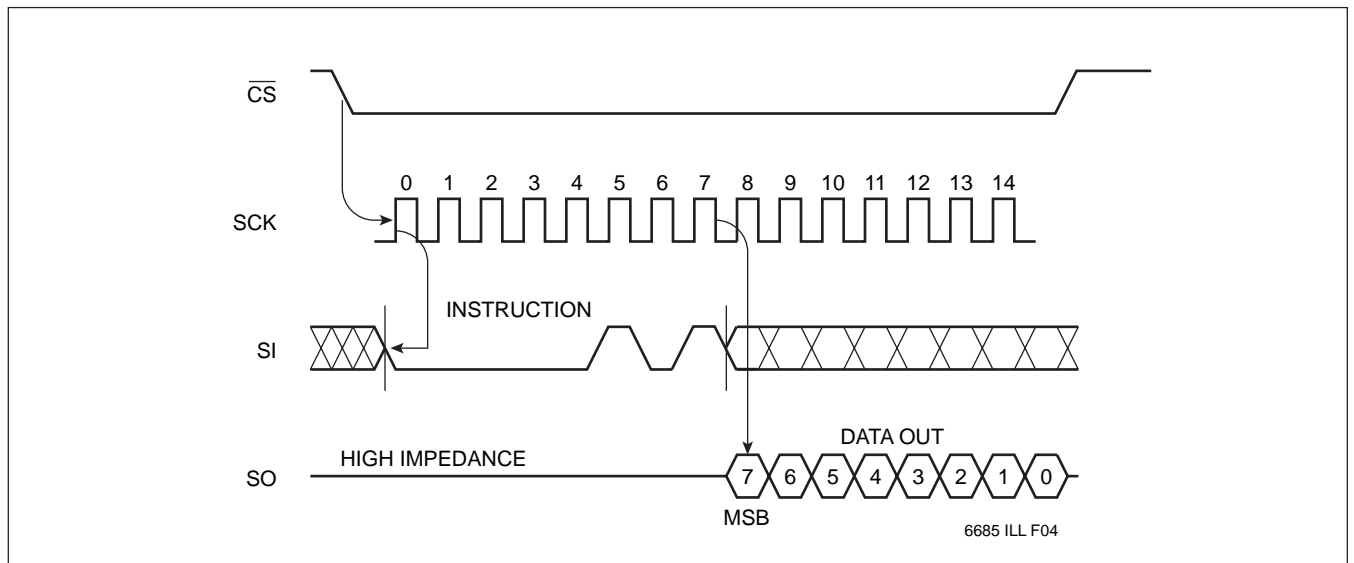 C̅S̅
0 1 2 3 4 5 6 7 8 9 10 11 12 13 14
SCK
INSTRUCTION
SI
DATA OUT
HIGH IMPEDANCE
SO
7 6 5 4 3 2 1 0
MSB
6685 ILL F04